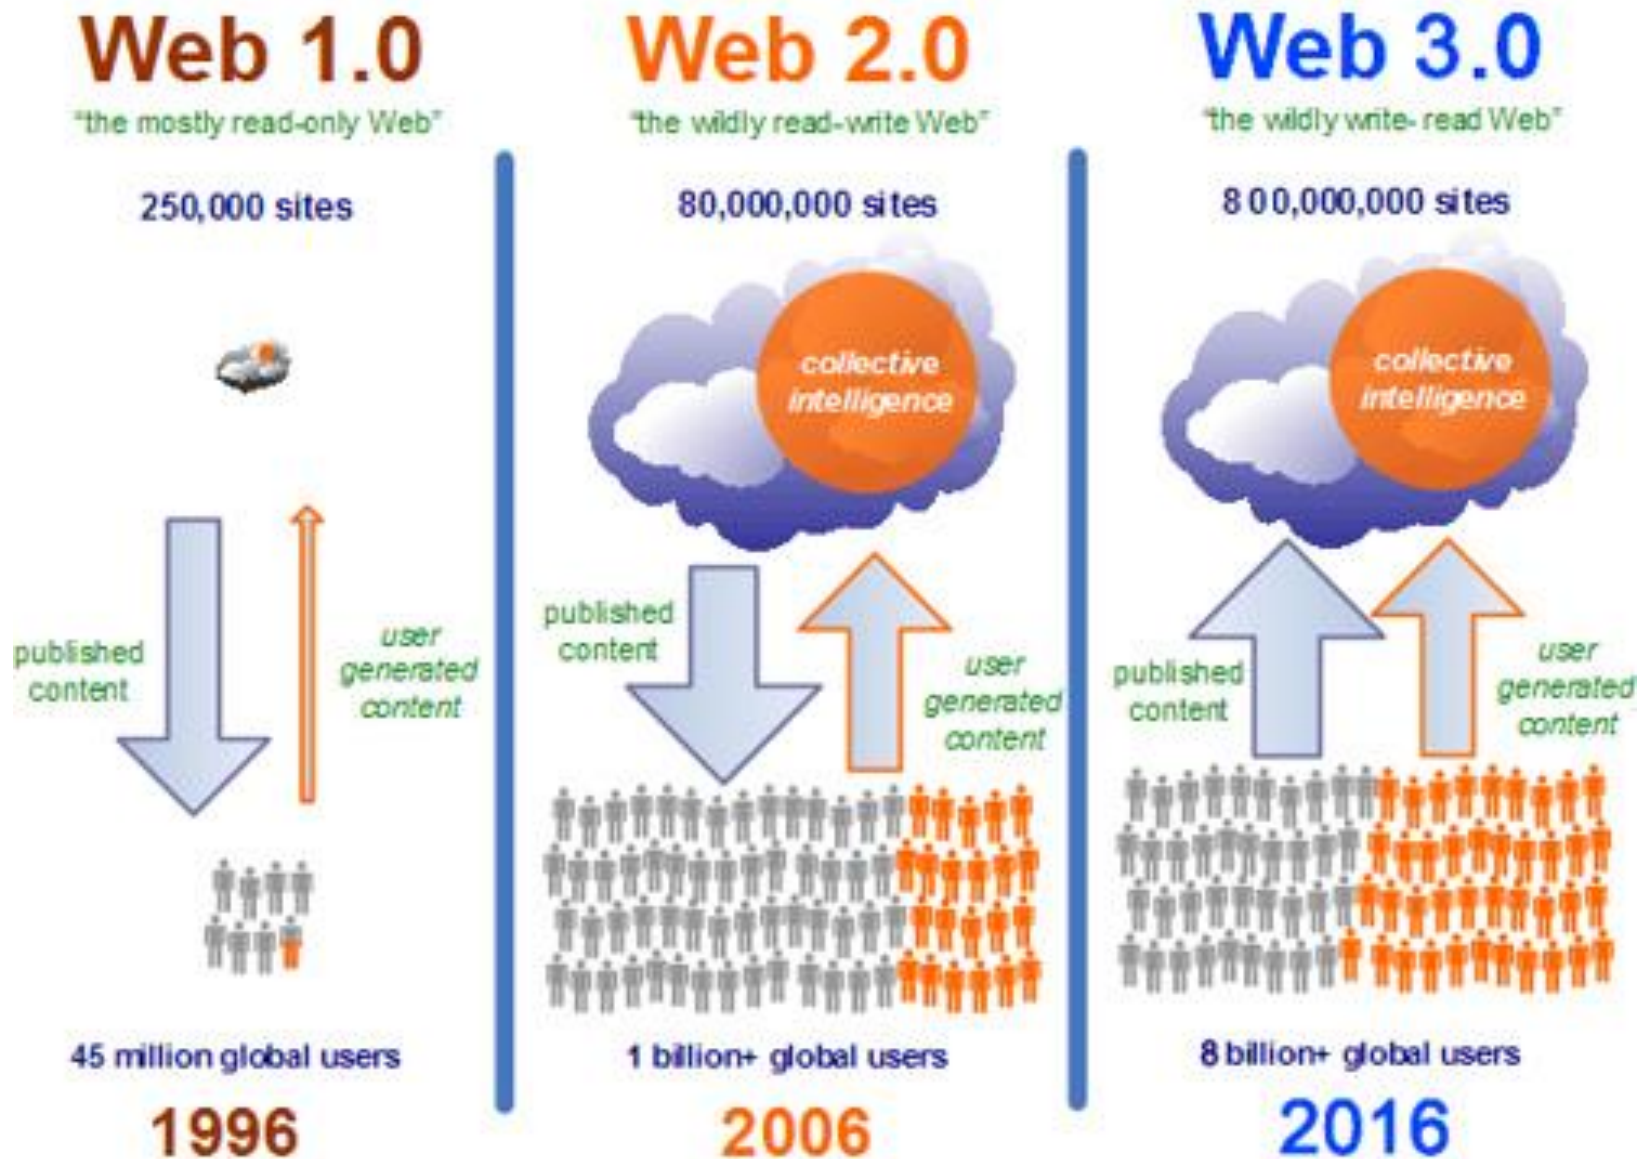 Web 1.0
"the mostly read-only Web"
250,000 sites
published
content
user
generated
content
45 million global users
1996
Web 2.0
"the wildly read-write Web"
80,000,000 sites
collective
intelligence
published
content
user
generated
content
1 billion+ global users
2006
Web 3.0
"the wildly write- read Web"
800,000,000 sites
collective
intelligence
published
content
user
generated
content
8 billion+ global users
2016